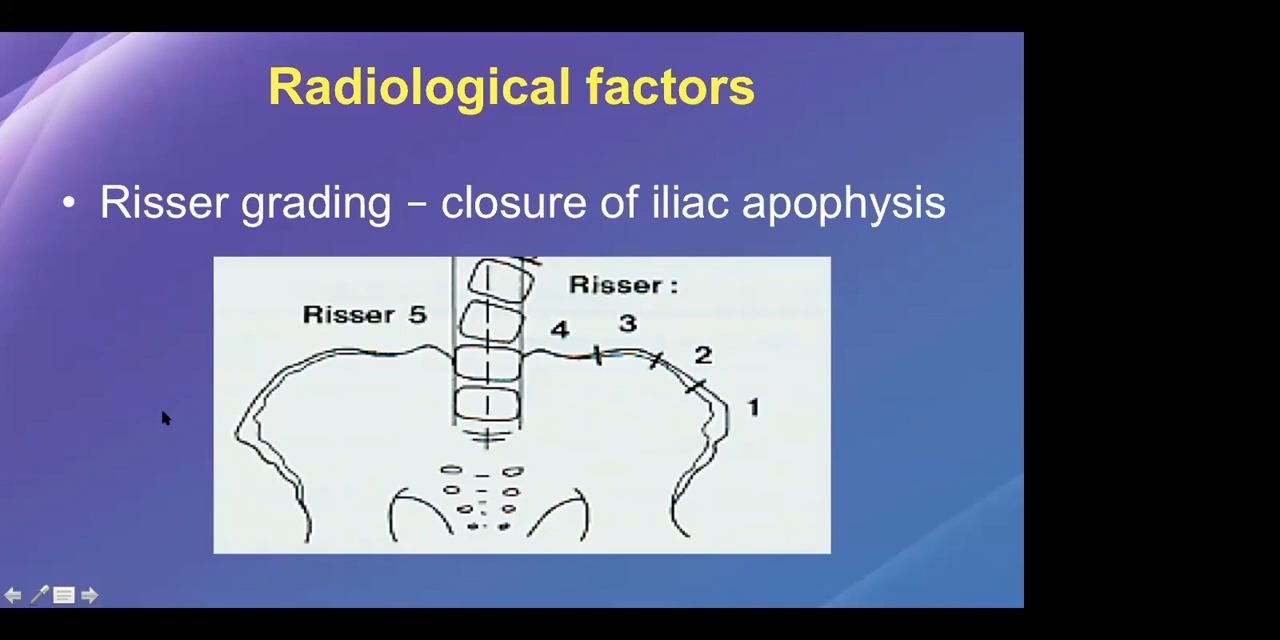 Radiological factors
• Risser grading – closure of iliac apophysis
Risser :
Risser 5
4
3
2
1